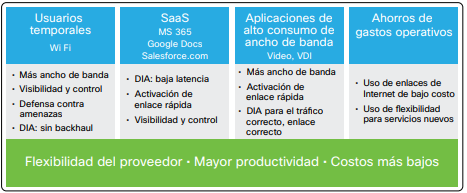 Usuarios
temporales
Wi Fi
• Más ancho de banda
• Visibilidad y control
• Defensa contra
amenazas
• DIA: sin backhaul
SaaS
MS 365
Google Docs
Salesforce.com
• DIA: baja latencia
• Activación de
enlace rápida
• Visibilidad y control
Aplicaciones de
alto consumo de
ancho de banda
Video, VDI
• Más ancho de banda
• Activación de
enlace rápida
• DIA para el tráfico
correcto, enlace
correcto
Ahorros de
gastos operativos
• Uso de enlaces de
Internet de bajo costo
• Uso de flexibilidad
para servicios nuevos
Flexibilidad del proveedor • Mayor productividad • Costos más bajos